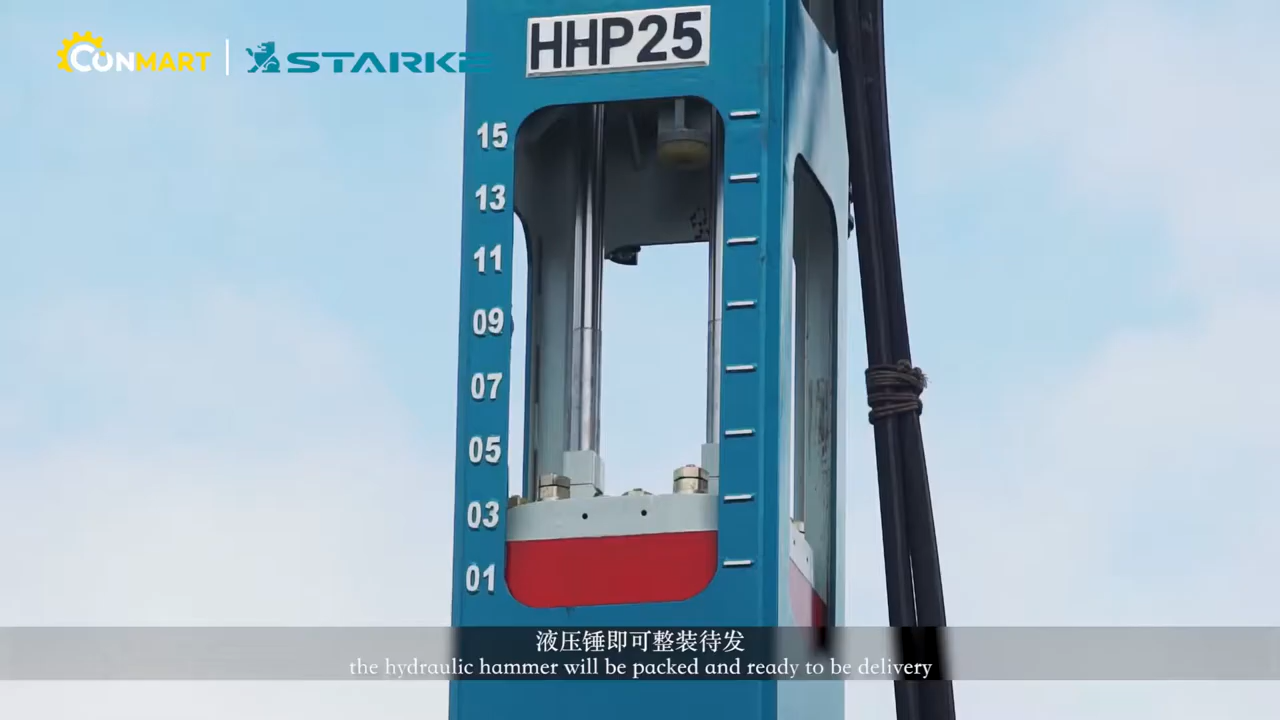 CONMART
STARKE
HHP25
15
13
11
09
07
05
03
01
液压锤即可整装待发
the hydraulic hammer will be packed and ready to be delivery